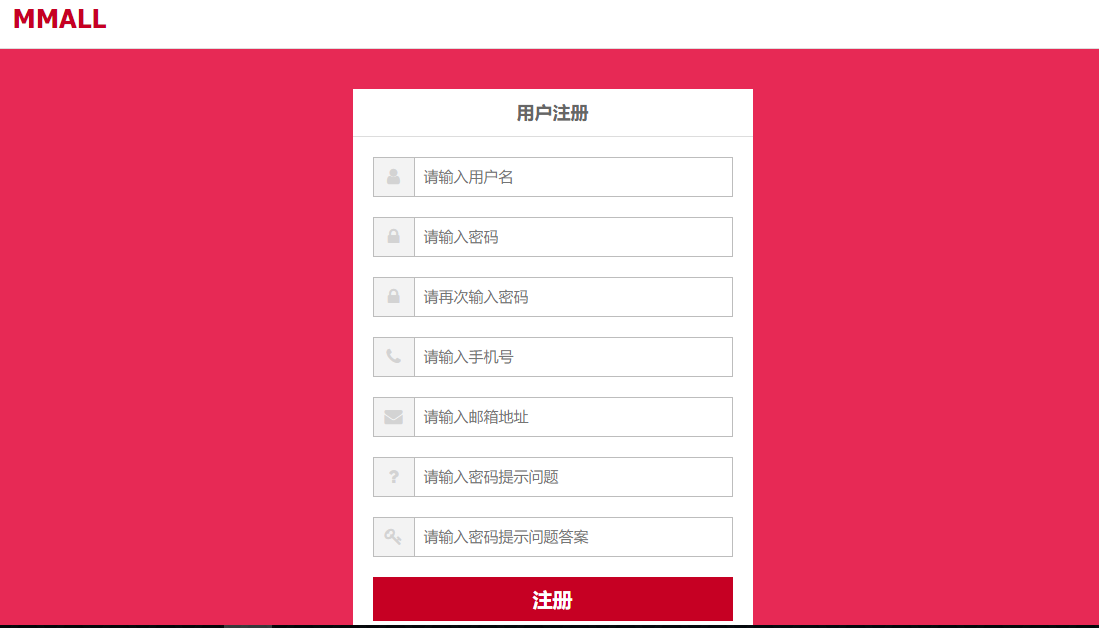 MMALL
用户注册
请输入用户名
请输入密码
请再次输入密码
请输入手机号
请输入邮箱地址
请输入密码提示问题
请输入密码提示问题答案
注册